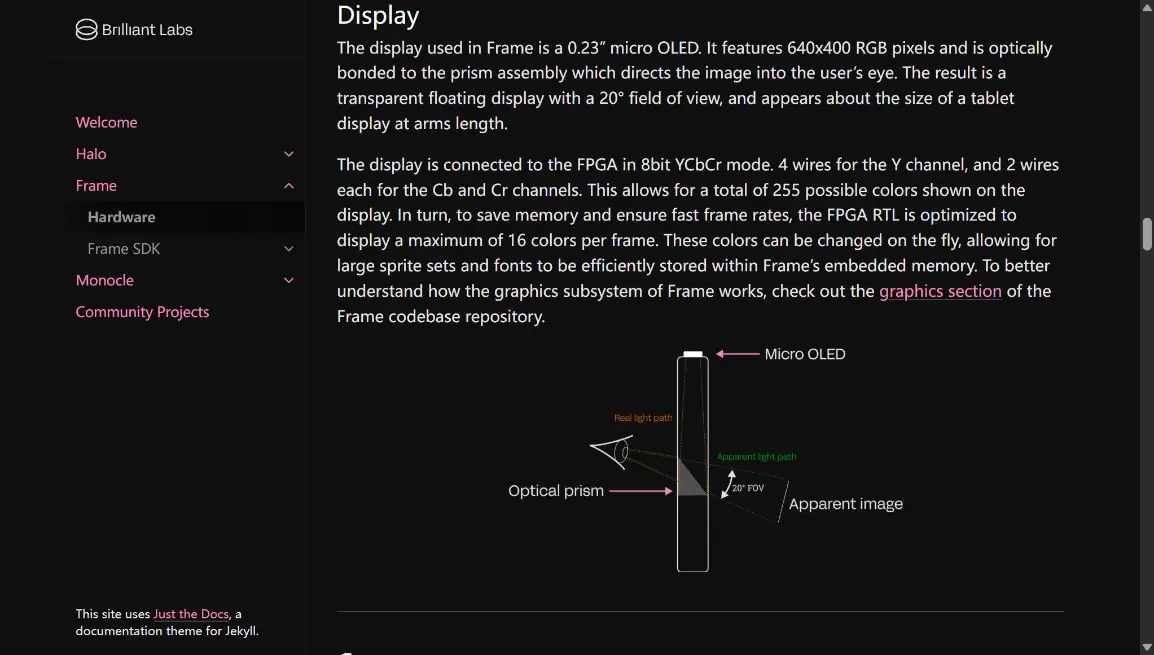 Brilliant Labs
Welcome
Halo
Frame
Hardware
Frame SDK
Monocle
Community Projects
This site uses Just the Docs, a
documentation theme for Jekyll.
Display
The display used in Frame is a 0.23” micro OLED. It features 640x400 RGB pixels and is optically
bonded to the prism assembly which directs the image into the user’s eye. The result is a
transparent floating display with a 20° field of view, and appears about the size of a tablet
display at arms length.
The display is connected to the FPGA in 8bit YCbCr mode. 4 wires for the Y channel, and 2 wires
each for the Cb and Cr channels. This allows for a total of 255 possible colors shown on the
display. In turn, to save memory and ensure fast frame rates, the FPGA RTL is optimized to
display a maximum of 16 colors per frame. These colors can be changed on the fly, allowing for
large sprite sets and fonts to be efficiently stored within Frame’s embedded memory. To better
understand how the graphics subsystem of Frame works, check out the graphics section of the
Frame codebase repository.
Micro OLED
Real light path
Apparent light path
20° FOV
Optical prism
Apparent image